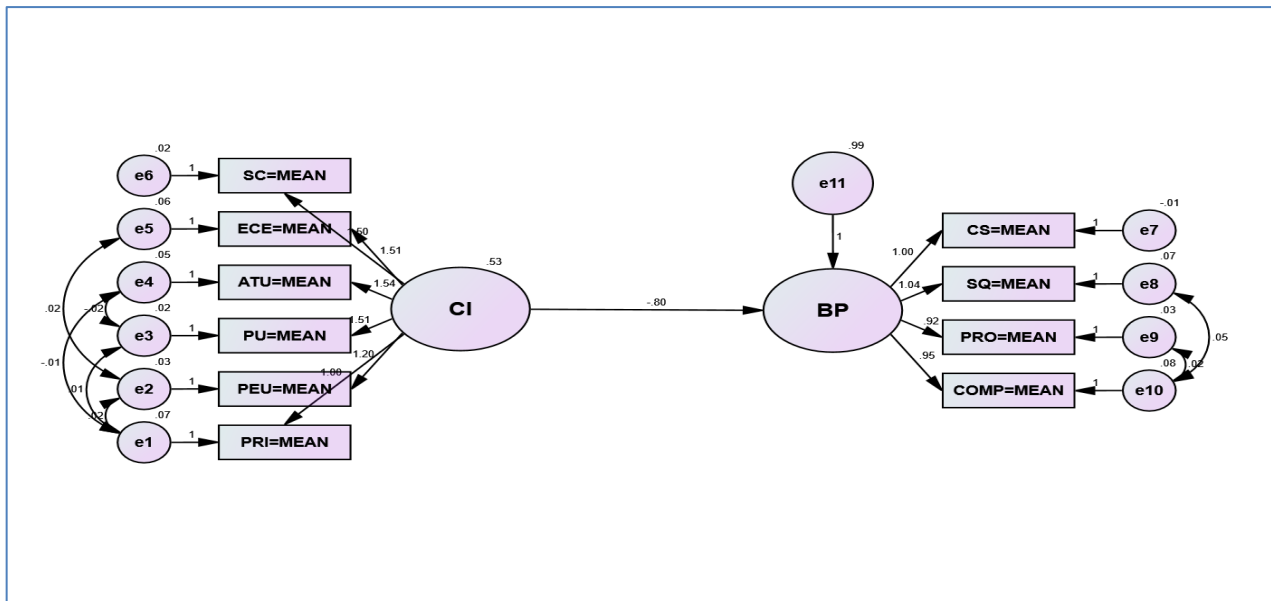 .02
e6
1
SC=MEAN
.06
e5
1
ECE=MEAN
.05
e4
1
ATU=MEAN
.02
e3
1
PU=MEAN
.03
e2
1
PEU=MEAN
.07
e1
1
PRI=MEAN
.02
-.01
-.02
.01
.02
1.50
1.51
1.54
1.51
1.20
1.00
.53
CI
-.80
.99
e11
1
BP
1.00
1.04
.92
.95
CS=MEAN
1
-.01
e7
SQ=MEAN
1
.07
e8
PRO=MEAN
1
.03
e9
COMP=MEAN
1
.08
e10
.02
.05